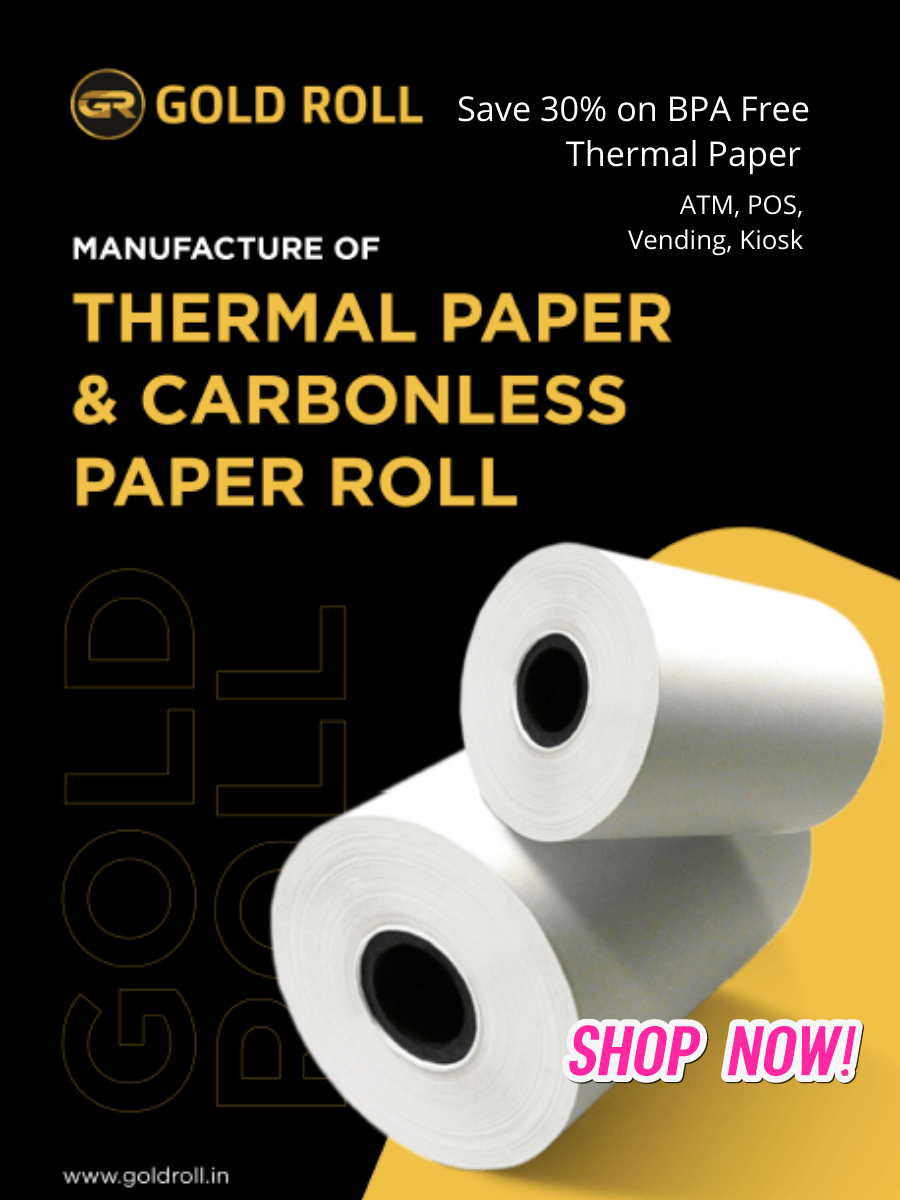 GR GOLD ROLL
Save 30% on BPA Free
Thermal Paper
ATM, POS,
Vending, Kiosk
MANUFACTURE OF
THERMAL PAPER
& CARBONLESS
PAPER ROLL
GOLD
ROLL
SHOP NOW!
www.goldroll.in